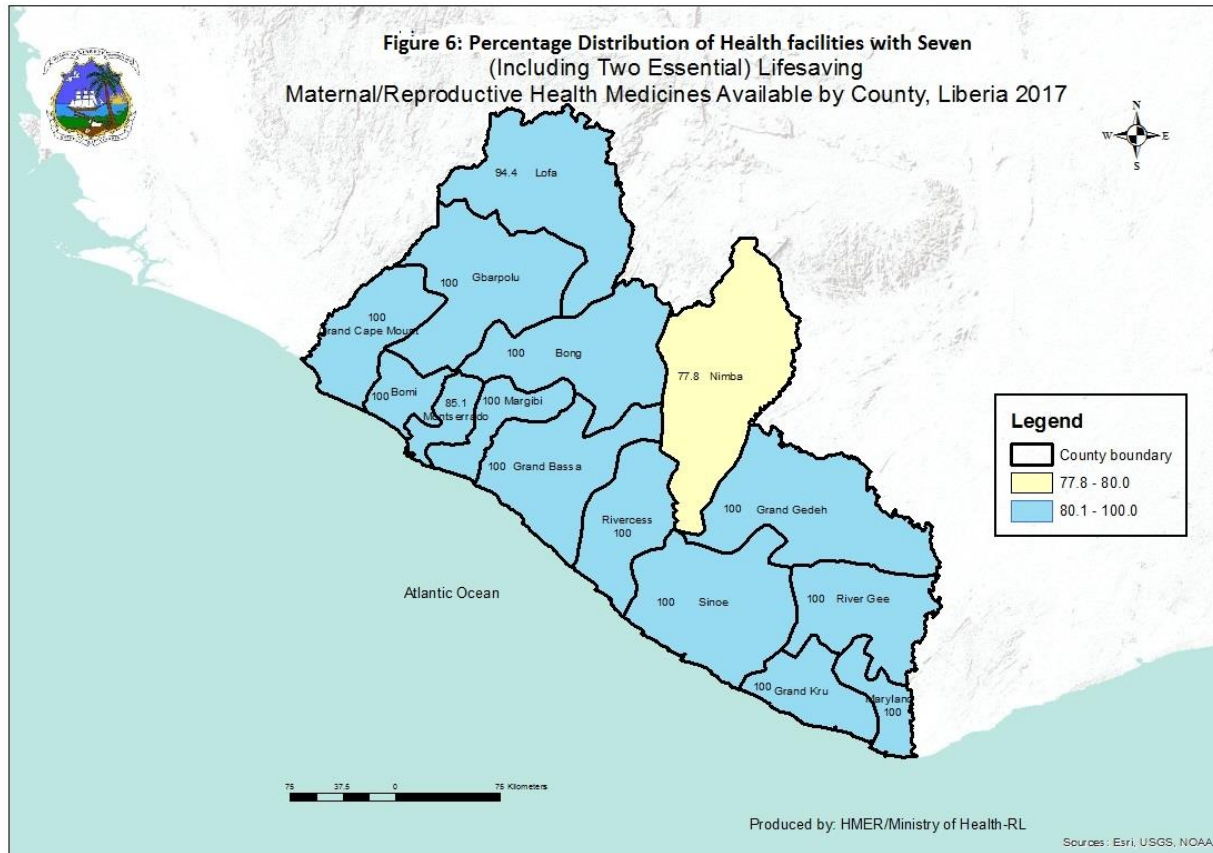 Figure 6: Percentage Distribution of Health facilities with Seven
(Including Two Essential) Lifesaving
Maternal/Reproductive Health Medicines Available by County, Liberia 2017
N
W
E
S
94.4 Lofa
100 Gbarpolu
100
Grand Cape Mount
100 Bong
77.8 Nimba
100 Bomi
85.1
Montserrado
100 Margibi
100 Grand Bassa
Rivercess
100
100 Grand Gedeh
100 Sinoe
100 River Gee
100 Grand Kru
Maryland
100
Legend
County boundary
77.8 - 80.0
80.1 - 100.0
Atlantic Ocean
75 37.5 0 75 Kilometers
Produced by: HMER/Ministry of Health-RL
Sources: Esri, USGS, NOAA